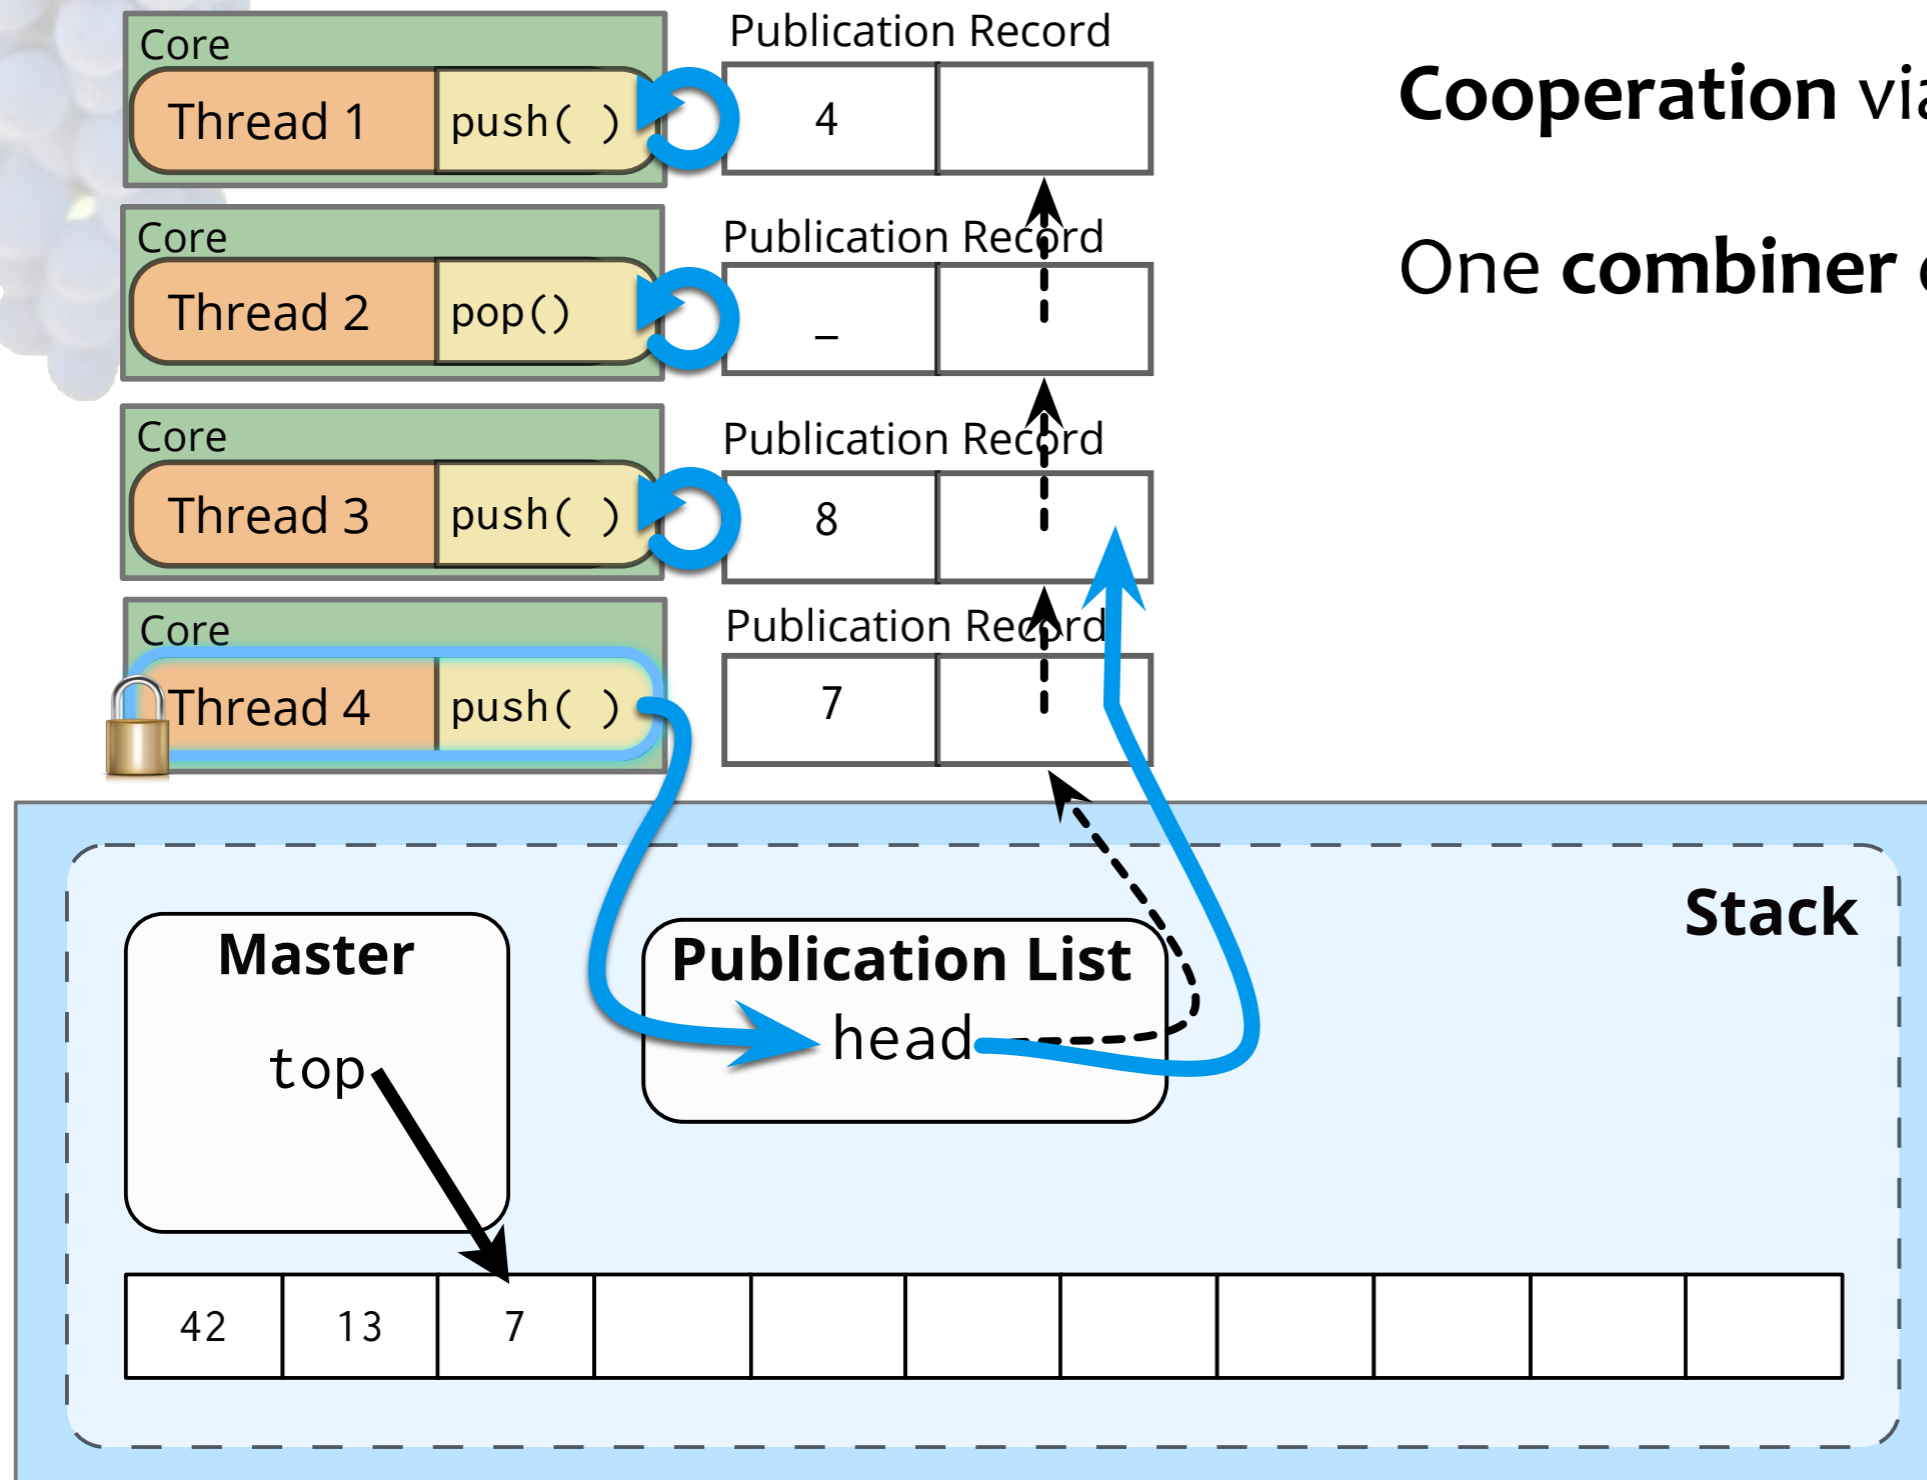 Core
Thread 1 push( )
Publication Record
4
Core
Thread 2 pop()
Publication Record
–
Core
Thread 3 push( )
Publication Record
8
Core
Thread 4 push( )
Publication Record
7
Cooperation
One combiner
Stack
Master
top
Publication List
head
42 13 7